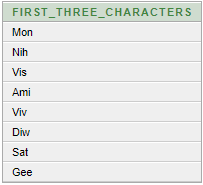 FIRST_THREE_CHARACTERS
Mon
Nih
Vis
Ami
Viv
Diw
Sat
Gee